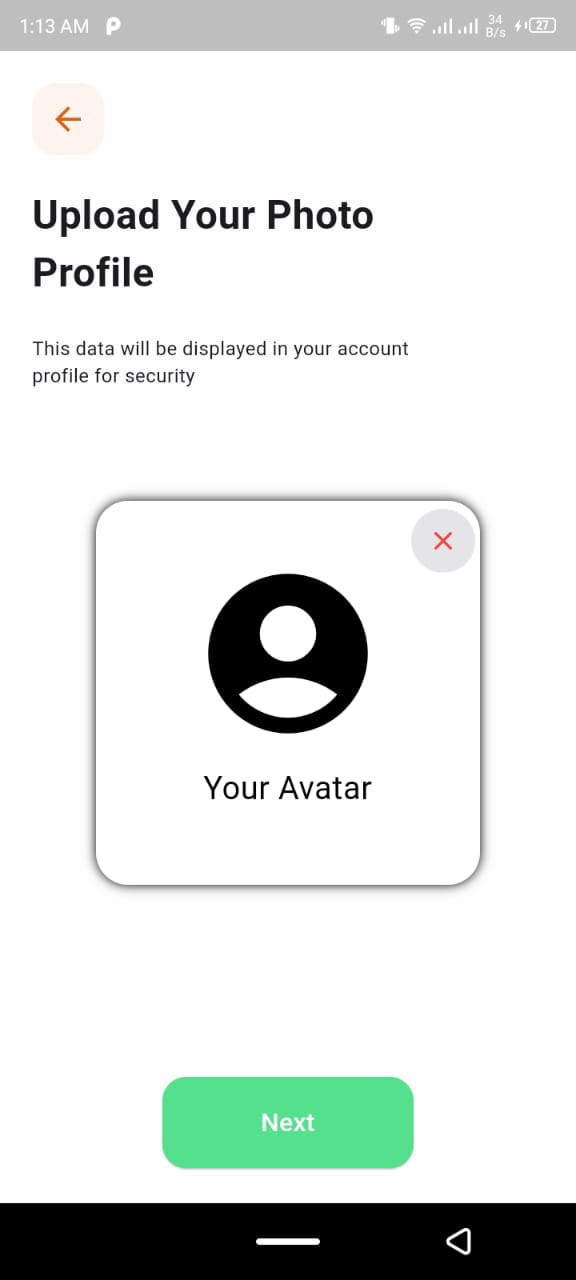 1:13 AM
34
B/s
27
Upload Your Photo
Profile
This data will be displayed in your account
profile for security
Your Avatar
Next